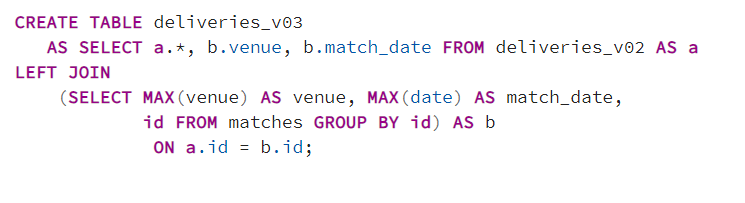 CREATE TABLE deliveries_v03
AS SELECT a.*, b.venue, b.match_date FROM deliveries_v02 AS a
LEFT JOIN
(SELECT MAX(venue) AS venue, MAX(date) AS match_date,
id FROM matches GROUP BY id) AS b
ON a.id = b.id;